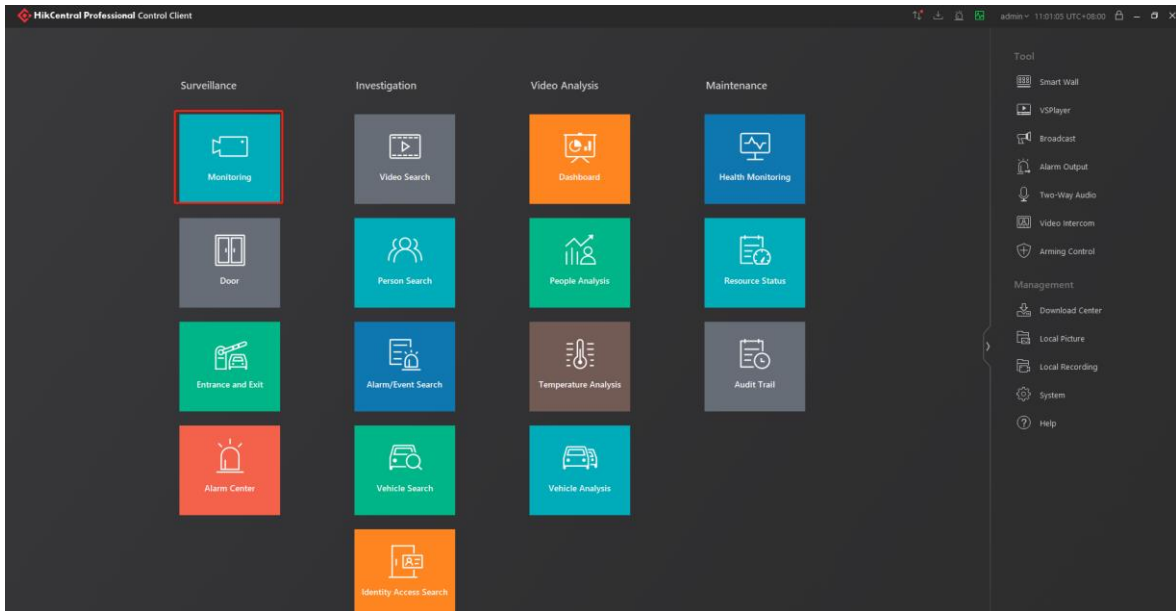 HikCentral Professional Control Client
admin 11:01:05 UTC+08:00
Surveillance
Investigation
Video Analysis
Maintenance
Monitoring
Video Search
Dashboard
Health Monitoring
Door
Person Search
People Analysis
Resource Status
Entrance and Exit
Alarm/Event Search
Temperature Analysis
Audit Trail
Alarm Center
Vehicle Search
Vehicle Analysis
Identity Access Search
Tool
Smart Wall
VSPlayer
Broadcast
Alarm Output
Two-Way Audio
Video Intercom
Arming Control
Management
Download Center
Local Picture
Local Recording
System
Help